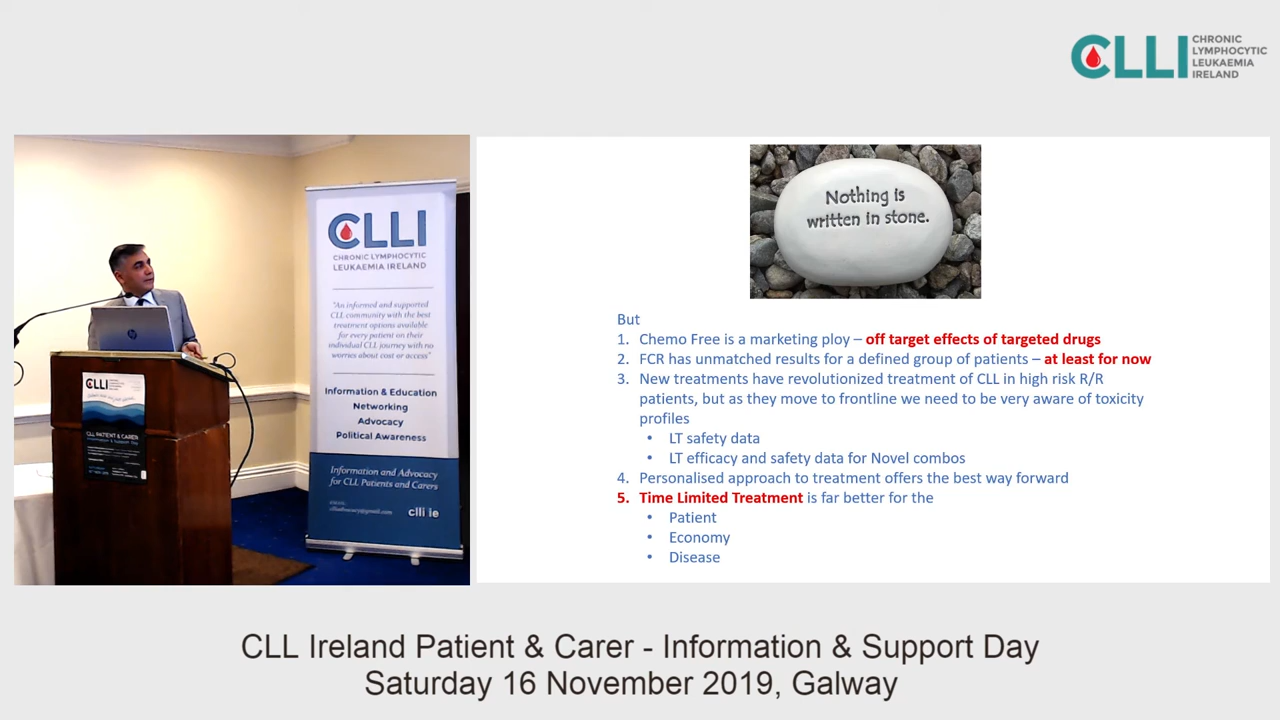 CLLI CHRONIC
LYMPHOCYTIC
LEUKAEMIA
IRELAND
CLLI
CHRONIC LYMPHOCYTIC
LEUKAEMIA IRELAND
"An informed and supported
CLL community with the best
treatment options available
for every patient on their
individual CLL journey with no
worries about cost or access"
Information & Education
Networking
Advocacy
Political Awareness
Information and Advocacy
for CLL Patients and Carers
clli.ie
CLLI
CLL PATIENT & CARER
hp
Nothing is
written in stone.
But
1. Chemo Free is a marketing ploy – off target effects of targeted drugs
2. FCR has unmatched results for a defined group of patients – at least for now
3. New treatments have revolutionized treatment of CLL in high risk R/R
patients, but as they move to frontline we need to be very aware of toxicity
profiles
• LT safety data
• LT efficacy and safety data for Novel combos
4. Personalised approach to treatment offers the best way forward
5. Time Limited Treatment is far better for the
• Patient
• Economy
• Disease
CLL Ireland Patient & Carer - Information & Support Day
Saturday 16 November 2019, Galway